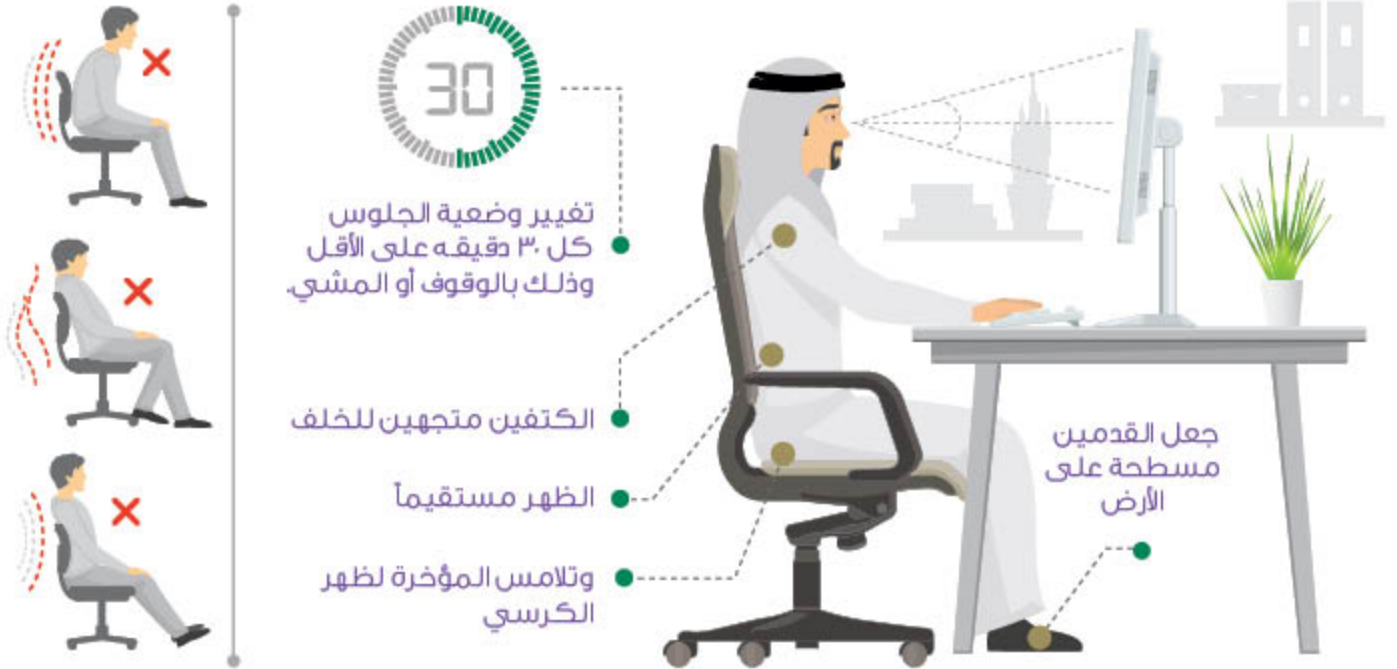 30
تغيير وضعية الجلوس
كل ٣٠ دقيقه على الأقل
وذلك بالوقوف أو المشي.
الكتفين متجهين للخلف
الظهر مستقيماً
وتلامس المؤخرة لظهر
الكرسي
جعل القدمين
مسطحة على
الأرض